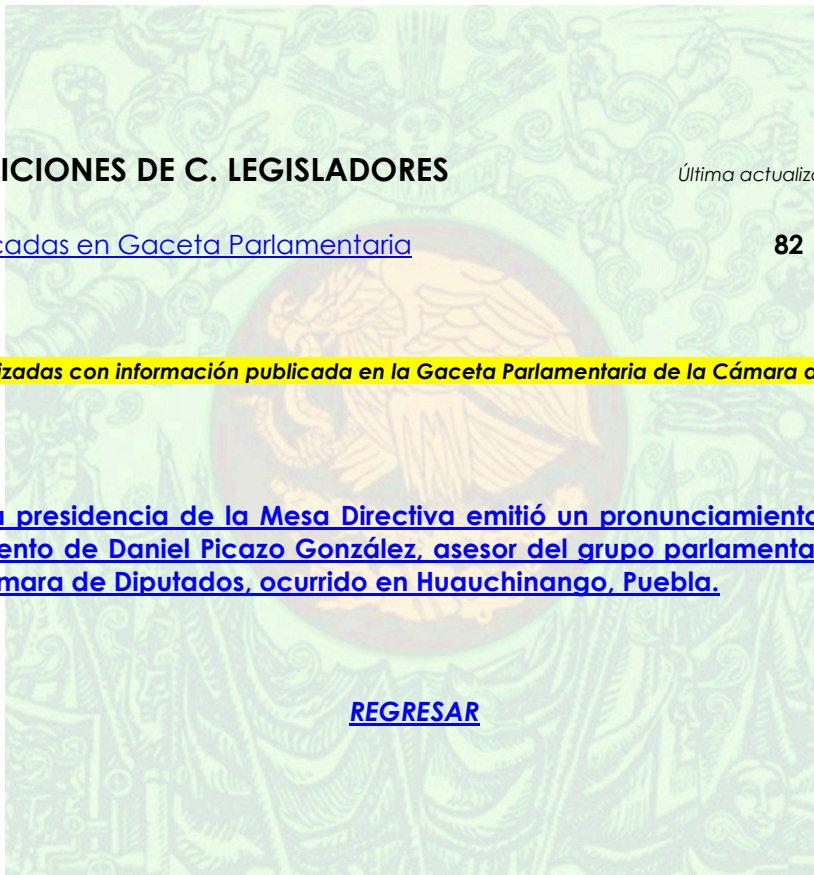 ICIONES DE C. LEGISLADORES
Última actualiz
cadas en Gaceta Parlamentaria
82
izadas con información publicada en la Gaceta Parlamentaria de la Cámara d
presidencia de la Mesa Directiva emitió un pronunciamiento
ento de Daniel Picazo González, asesor del grupo parlamenta
mara de Diputados, ocurrido en Huauchinango, Puebla.
REGRESAR